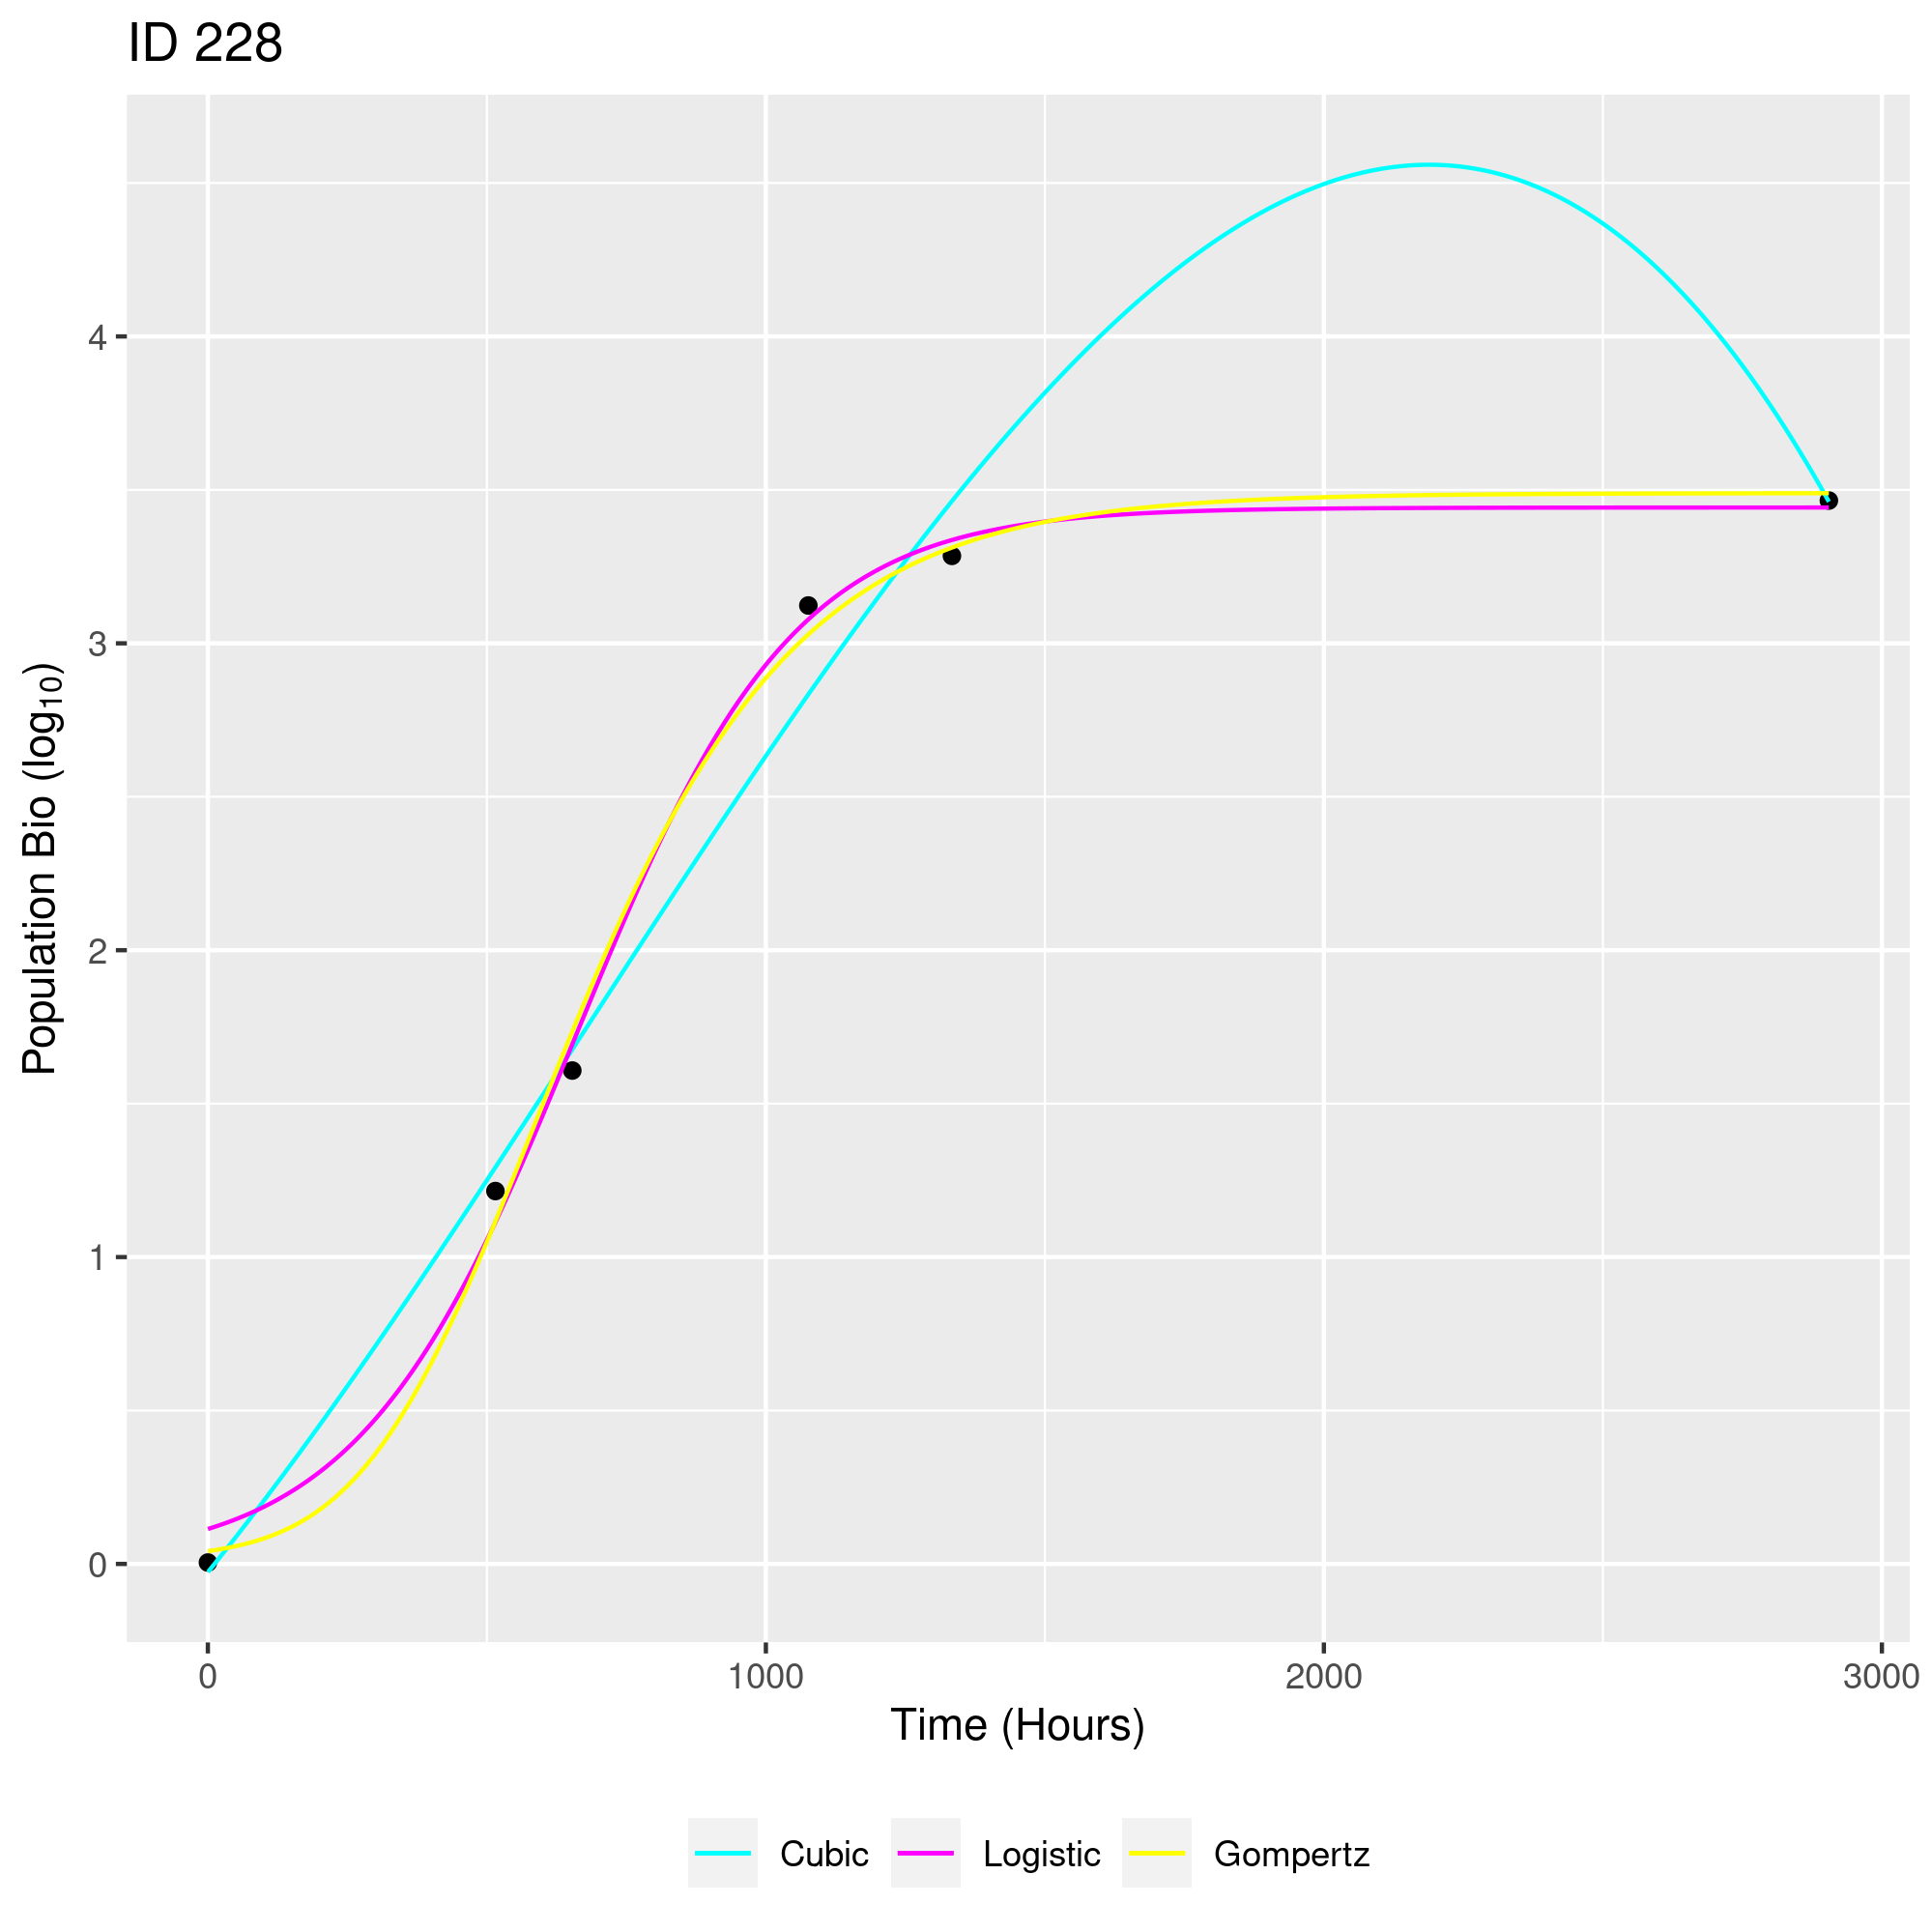 ID 228
Population Bio (log₁₀)
4
3
2
1
0
0 1000 2000 3000
Time (Hours)
Cubic Logistic Gompertz